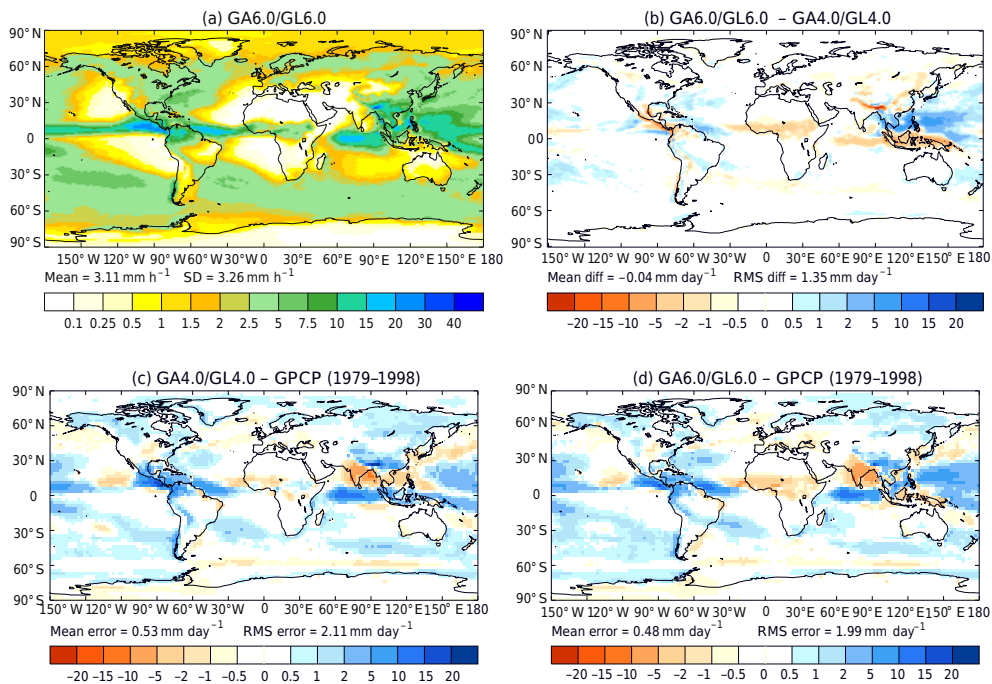 (a) GA6.0/GL6.0
90° N
60° N
30° N
0
30° S
60° S
90° S
150° W 120° W 90° W 60° W 30° W 0 30° E 60° E 90° E 120° E 150° E 180
Mean = 3.11 mm h−1 SD = 3.26 mm h−1
0.1 0.25 0.5 1 1.5 2 5 7.5 10 15 20 30 40
(b) GA6.0/GL6.0 – GA4.0/GL4.0
90° N
60° N
30° N
0
30° S
60° S
90° S
150° W 120° W 90° W 60° W 30° W 0 30° E 60° E 90° E 120° E 150° E 180
Mean diff = −0.04 mm day−1 RMS diff = 1.35 mm day−1
−20 −15 −10 −5 −2 −1 −0.5 0 0.5 1 2 5 10 15 20
(c) GA4.0/GL4.0 – GPCP (1979–1998)
90° N
60° N
30° N
0
30° S
60° S
90° S
150° W 120° W 90° W 60° W 30° W 0 30° E 60° E 90° E 120° E 150° E 180
Mean error = 0.53 mm day−1 RMS error = 2.11 mm day−1
−20 −15 −10 −5 −2 −1 −0.5 0 0.5 1 2 5 10 15 20
(d) GA6.0/GL6.0 – GPCP (1979–1998)
90° N
60° N
30° N
0
30° S
60° S
90° S
150° W 120° W 90° W 60° W 30° W 0 30° E 60° E 90° E 120° E 150° E 180
Mean error = 0.48 mm day−1 RMS error = 1.99 mm day−1
−20 −15 −10 −5 −2 −1 −0.5 0 0.5 1 2 5 10 15 20